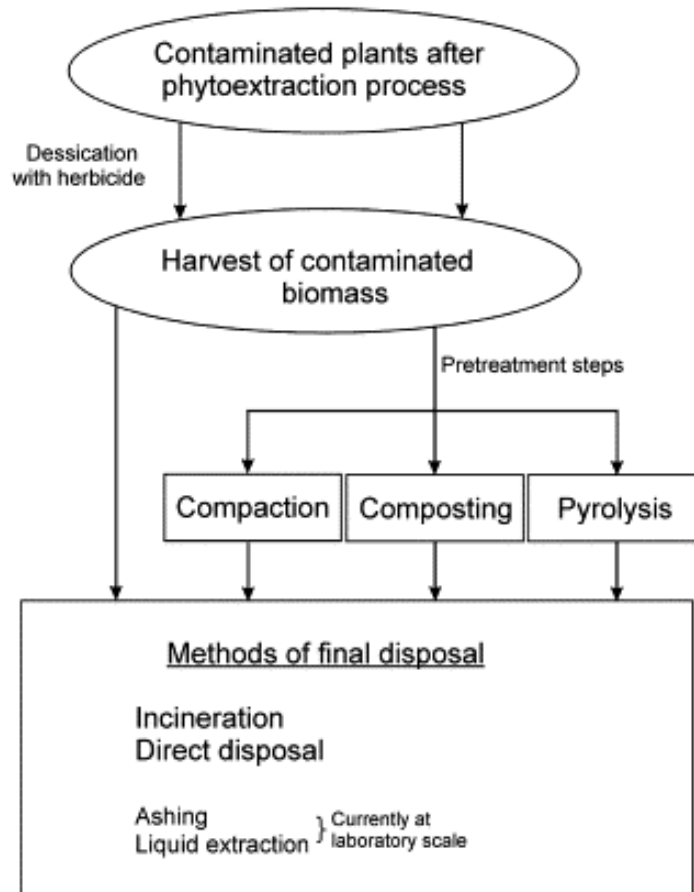 Contaminated plants after
phytoextraction process
Dessication
with herbicide
Harvest of contaminated
biomass
Pretreatment steps
Compaction
Composting
Pyrolysis
Methods of final disposal
Incineration
Direct disposal
Ashing
Liquid extraction
} Currently at
laboratory scale